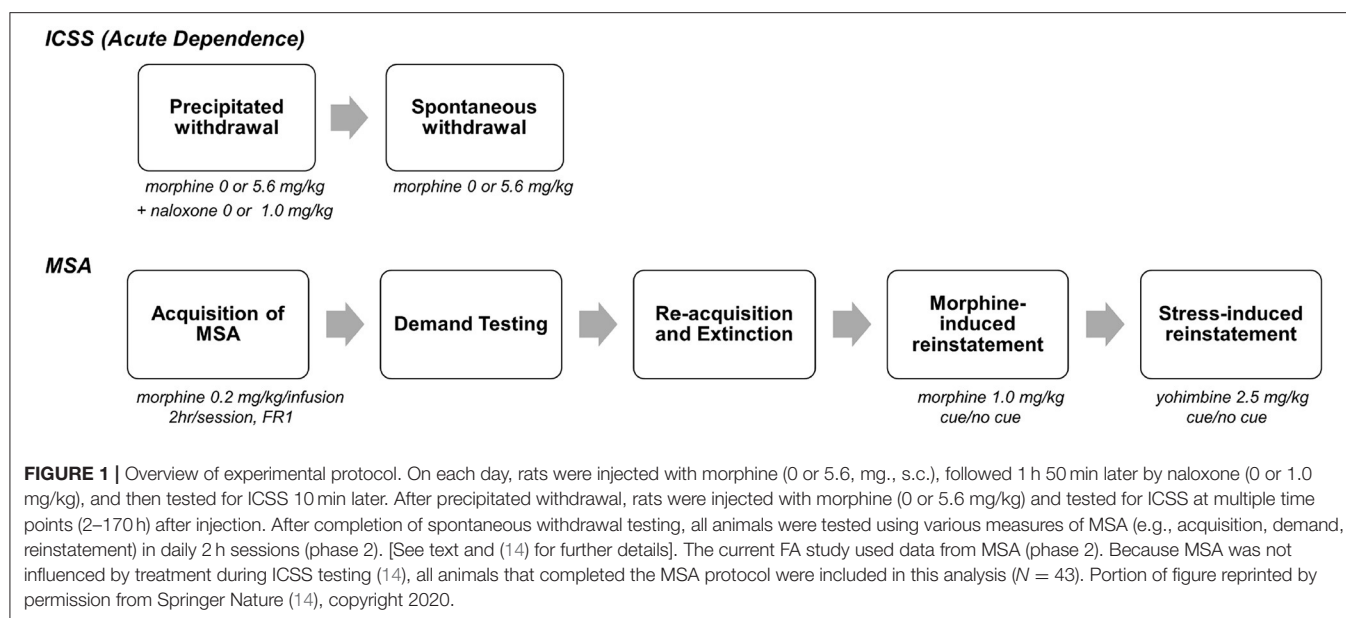 ICSS (Acute Dependence)
Precipitated
withdrawal
Spontaneous
withdrawal
morphine 0 or 5.6 mg/kg
+ naloxone 0 or 1.0 mg/kg
morphine 0 or 5.6 mg/kg
MSA
Acquisition of
MSA
Demand Testing
Re-acquisition
and Extinction
Morphine-
induced
reinstatement
Stress-induced
reinstatement
morphine 0.2 mg/kg/infusion
2hr/session, FR1
morphine 1.0 mg/kg
cue/no cue
yohimbine 2.5 mg/kg
cue/no cue
FIGURE 1 | Overview of experimental protocol. On each day, rats were injected with morphine (0 or 5.6, mg., s.c.), followed 1 h 50 min later by naloxone (0 or 1.0
mg/kg), and then tested for ICSS 10 min later. After precipitated withdrawal, rats were injected with morphine (0 or 5.6 mg/kg) and tested for ICSS at multiple time
points (2–170 h) after injection. After completion of spontaneous withdrawal testing, all animals were tested using various measures of MSA (e.g., acquisition, demand,
reinstatement) in daily 2 h sessions (phase 2). [See text and (14) for further details]. The current FA study used data from MSA (phase 2). Because MSA was not
influenced by treatment during ICSS testing (14), all animals that completed the MSA protocol were included in this analysis (N = 43). Portion of figure reprinted by
permission from Springer Nature (14), copyright 2020.